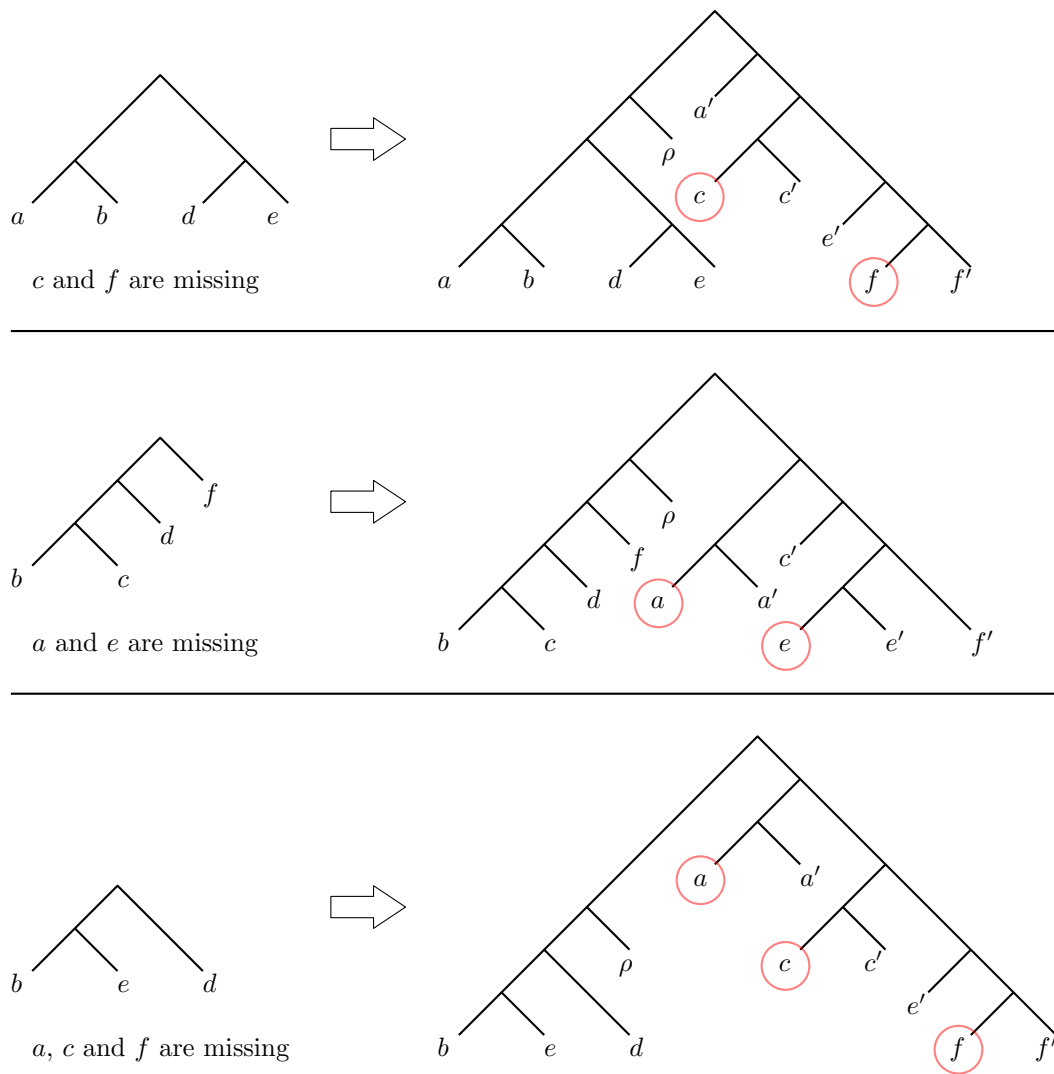 a′
ρ
c c′
a b d e
e′
a b d e f f′
c and f are missing
f
ρ
d
f c′
b c
d a a′
b c e e′ f′
a and e are missing
a a′
ρ c c′
b e d
e′
b e d f f′
a, c and f are missing